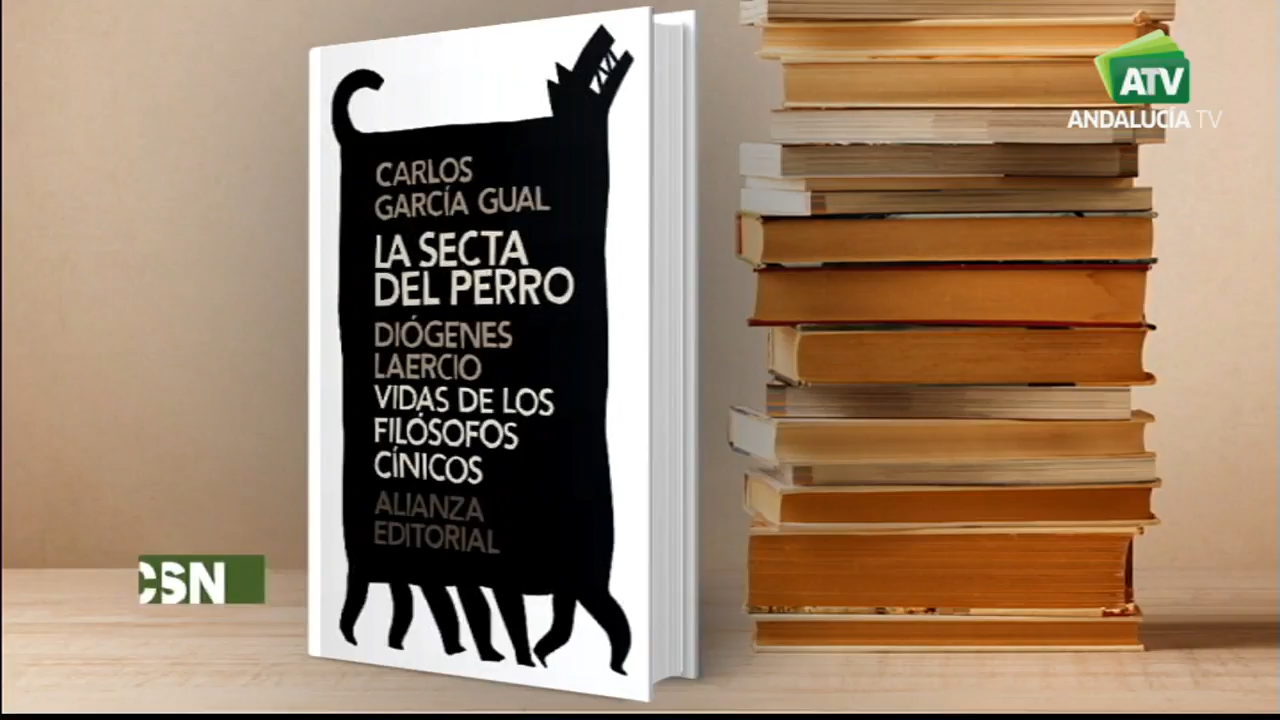 CARLOS
GARCÍA GUAL
LA SECTA
DEL PERRO
DIÓGENES
LAERCIO
VIDAS DE LOS
FILÓSOFOS
CÍNICOS
ALIANZA
EDITORIAL
ATV
ANDALUCÍA TV
CSN